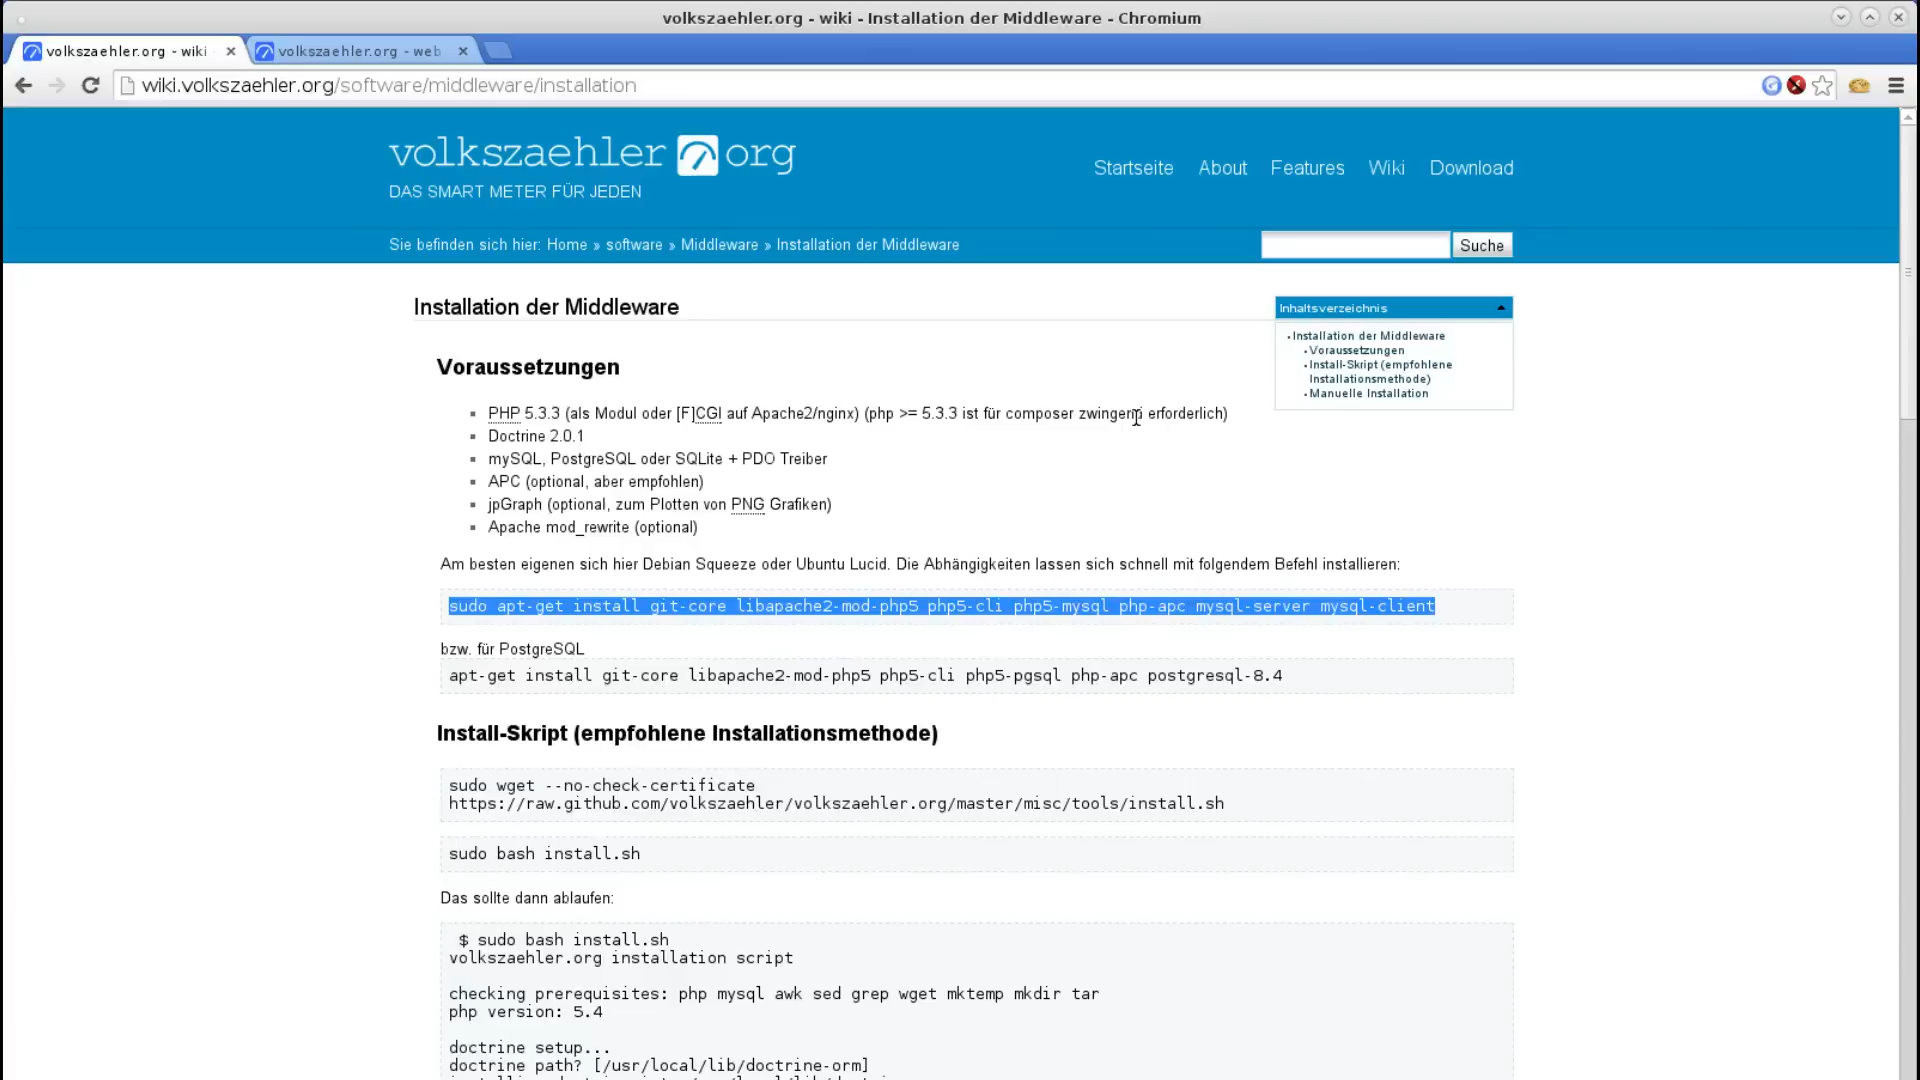 volkszaehler.org - wiki - Installation der Middleware - Chromium
volkszaehler.org - wiki
volkszaehler.org - web
wiki.volkszaehler.org/software/middleware/installation
volkszaehler org
DAS SMART METER FÜR JEDEN
Startseite About Features Wiki Download
Sie befinden sich hier: Home » software » Middleware » Installation der Middleware
Suche
Installation der Middleware
Inhaltsverzeichnis
Installation der Middleware
Voraussetzungen
Install-Skript (empfohlene
Installationsmethode)
Manuelle Installation
Voraussetzungen
PHP 5.3.3 (als Modul oder [F]CGI auf Apache2/nginx) (php >= 5.3.3 ist für composer zwingend erforderlich)
Doctrine 2.0.1
mySQL, PostgreSQL oder SQLite + PDO Treiber
APC (optional, aber empfohlen)
jpGraph (optional, zum Plotten von PNG Grafiken)
Apache mod_rewrite (optional)
Am besten eigenen sich hier Debian Squeeze oder Ubuntu Lucid. Die Abhängigkeiten lassen sich schnell mit folgendem Befehl installieren:
sudo apt-get install git-core libapache2-mod-php5 php5-cli php5-mysql php-apc mysql-server mysql-client
bzw. für PostgreSQL
apt-get install git-core libapache2-mod-php5 php5-cli php5-pgsql php-apc postgresql-8.4
Install-Skript (empfohlene Installationsmethode)
sudo wget --no-check-certificate
https://raw.github.com/volkszaehler/volkszaehler.org/master/misc/tools/install.sh
sudo bash install.sh
Das sollte dann ablaufen:
$ sudo bash install.sh
volkszaehler.org installation script
checking prerequisites: php mysql awk sed grep wget mktemp mkdir tar
php version: 5.4
doctrine setup...
doctrine path? [/usr/local/lib/doctrine-orm]